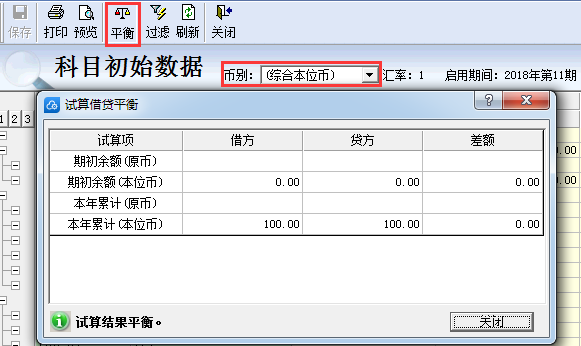 保存 打印 预览 平衡 过滤 刷新 关闭
科目初始数据 币别: (综合本位币) 汇率: 1 启用期间: 2018年第11期
试算借贷平衡
1 2 3
试算项 借方 贷方 差额
期初余额(原币)
期初余额(本位币) 0.00 0.00 0.00
本年累计(原币)
本年累计(本位币) 100.00 100.00 0.00
试算结果平衡。 关闭